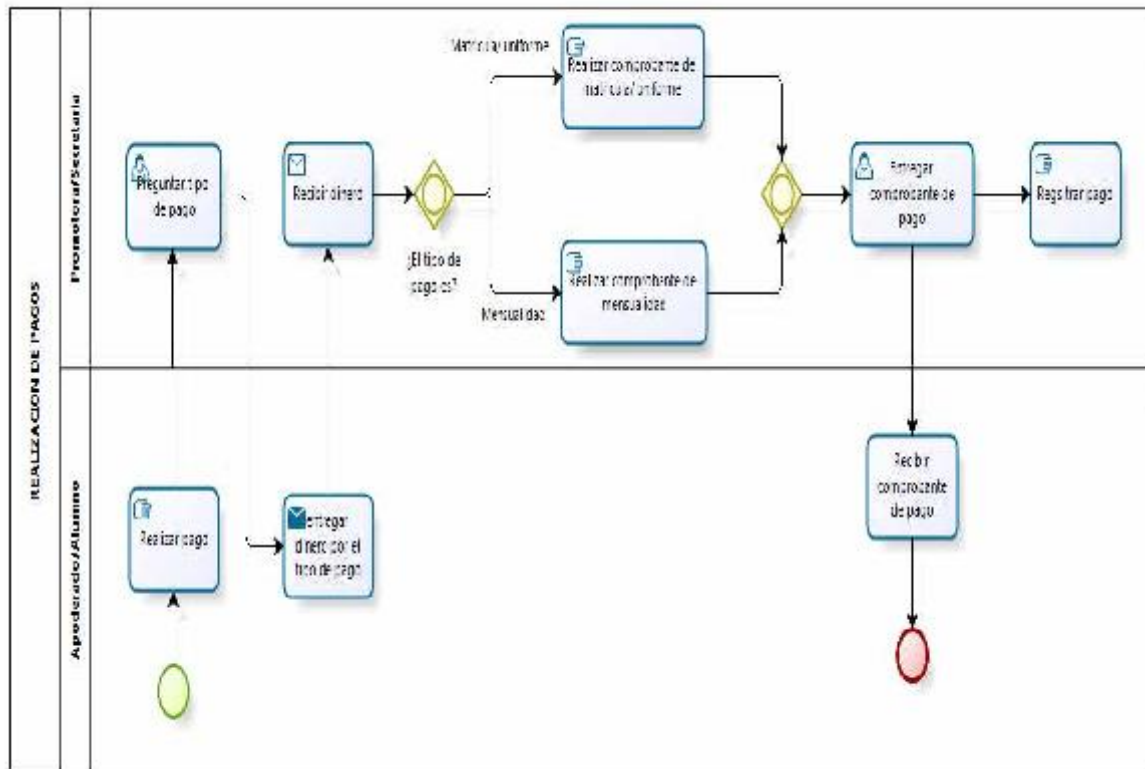 REALIZACION DE PAGOS
Promotora/Secretaria
Matricula/ uniforme
Realizar comprobante de
matricula/ uniforme
Preguntar tipo
de pago
Recibir dinero
¿El tipo de
pago es?
Mensualidad
Realizar comprobante de
mensualidad
Entregar
comprobante de
pago
Registrar pago
Apoderado/Alumno
Realizar pago
entregar
dinero por el
tipo de pago
Recibir
comprobante
de pago